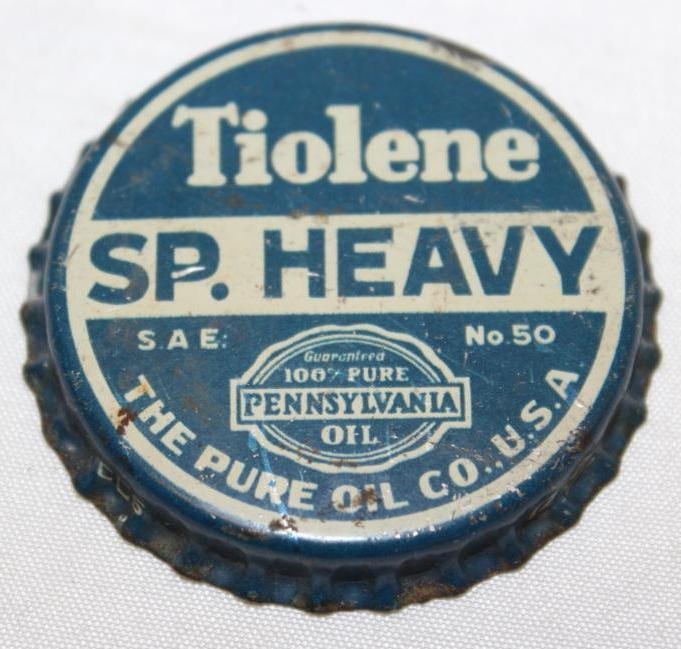 Tiolene
SP. HEAVY
S.A.E. No. 50
Guaranteed
100% PURE
PENNSYLVANIA
OIL
THE PURE OIL CO., U.S.A.